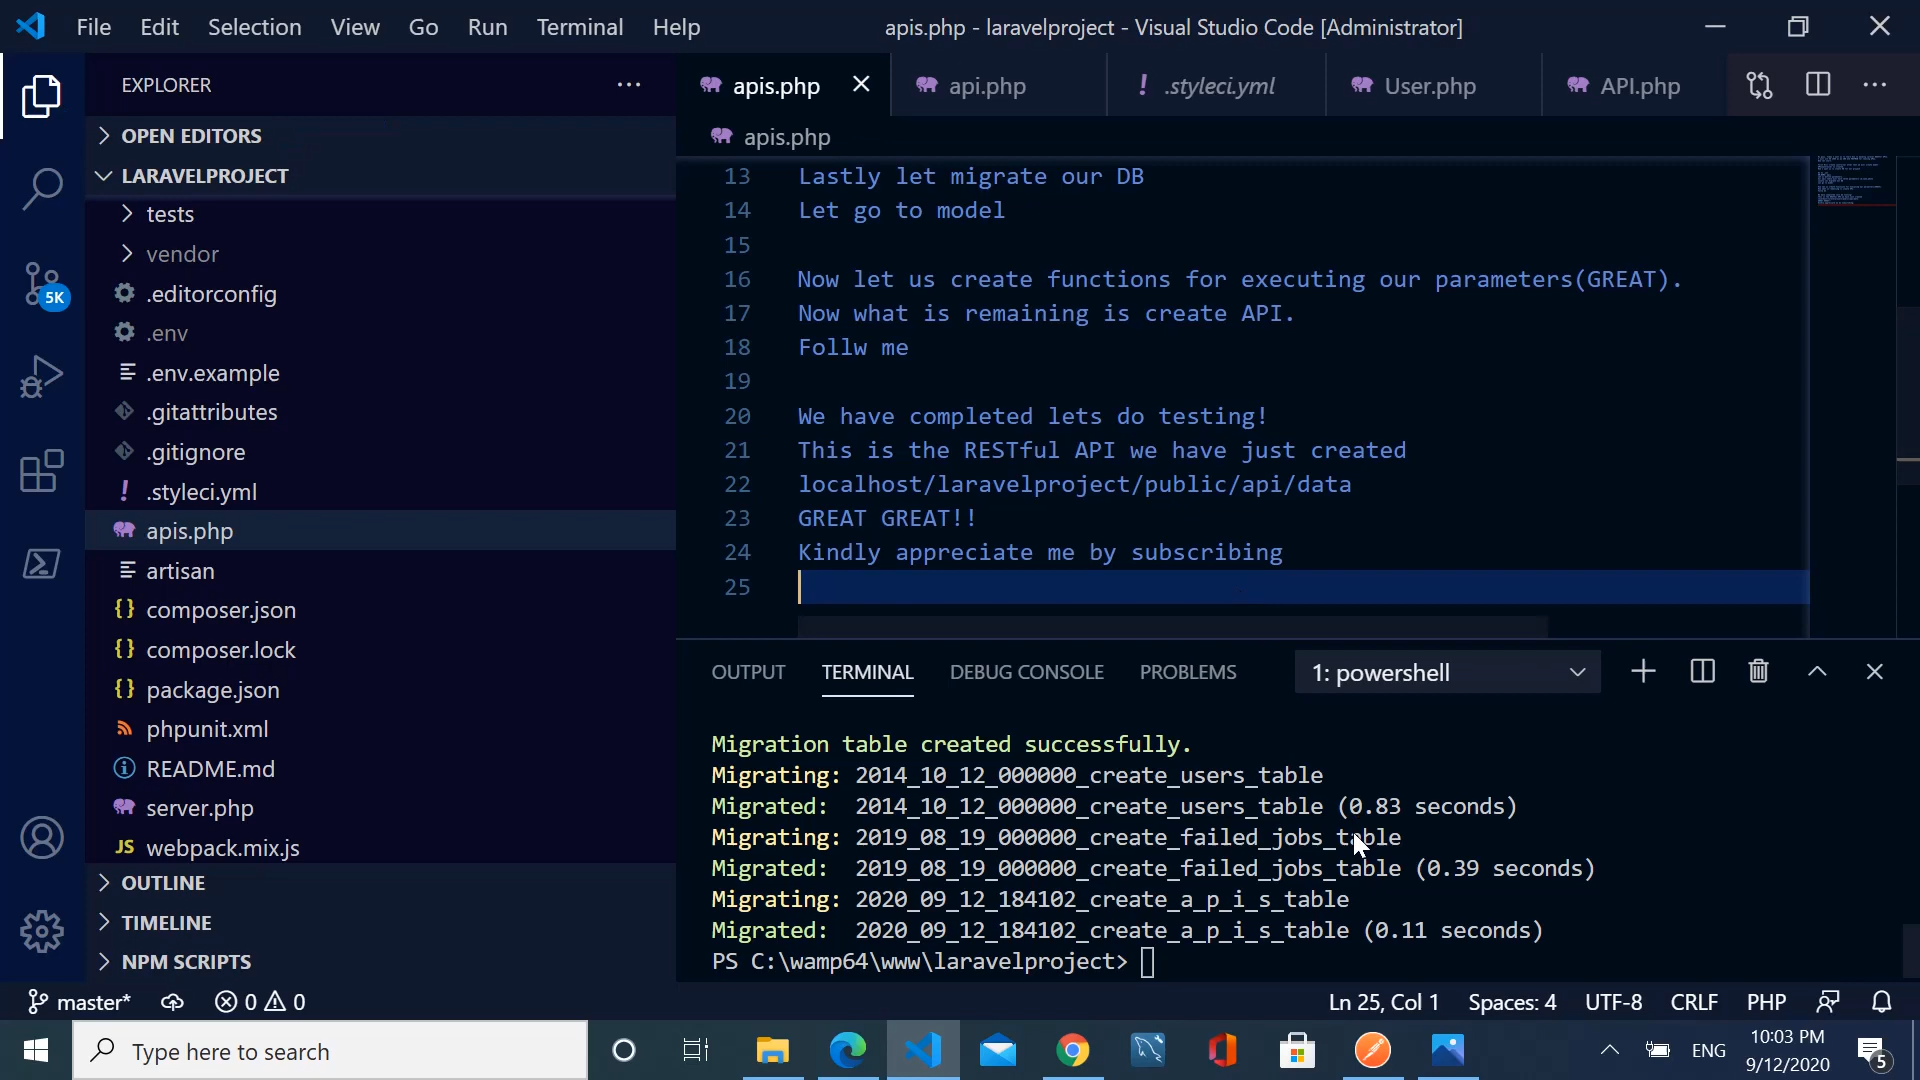 File Edit Selection View Go Run Terminal Help apis.php - laravelproject - Visual Studio Code [Administrator]
EXPLORER
apis.php
api.php
! .styleci.yml
User.php
API.php
OPEN EDITORS
LARAVELPROJECT
tests
vendor
.editorconfig
.env
.env.example
.gitattributes
.gitignore
! .styleci.yml
apis.php
artisan
{} composer.json
{} composer.lock
{} package.json
phpunit.xml
README.md
server.php
JS webpack.mix.js
OUTLINE
TIMELINE
NPM SCRIPTS
5K
apis.php
13 Lastly let migrate our DB
14 Let go to model
15
16 Now let us create functions for executing our parameters(GREAT).
17 Now what is remaining is create API.
18 Follw me
19
20 We have completed lets do testing!
21 This is the RESTful API we have just created
22 localhost/laravelproject/public/api/data
23 GREAT GREAT!!
24 Kindly appreciate me by subscribing
25
OUTPUT TERMINAL DEBUG CONSOLE PROBLEMS 1: powershell
Migration table created successfully.
Migrating: 2014_10_12_000000_create_users_table
Migrated:  2014_10_12_000000_create_users_table (0.83 seconds)
Migrating: 2019_08_19_000000_create_failed_jobs_table
Migrated:  2019_08_19_000000_create_failed_jobs_table (0.39 seconds)
Migrating: 2020_09_12_184102_create_a_p_i_s_table
Migrated:  2020_09_12_184102_create_a_p_i_s_table (0.11 seconds)
PS C:\wamp64\www\laravelproject>
master* 0 0 Ln 25, Col 1 Spaces: 4 UTF-8 CRLF PHP
Type here to search
ENG
10:03 PM
9/12/2020
5